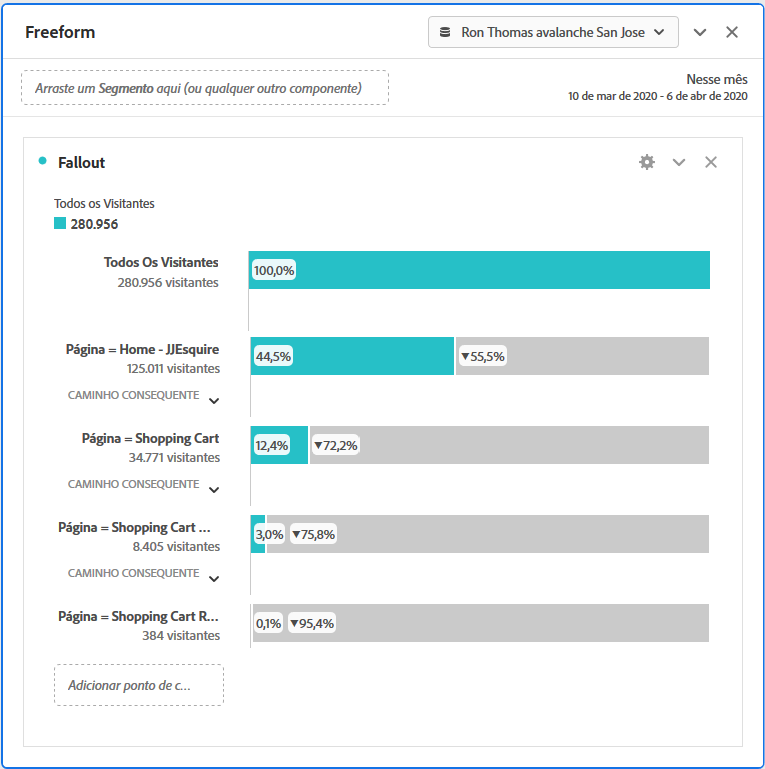 Freeform
Ron Thomas avalanche San Jose
Arraste um Segmento aqui (ou qualquer outro componente)
Nesse mês
10 de mar de 2020 - 6 de abr de 2020
Fallout
Todos os Visitantes
280.956
Todos Os Visitantes
280.956 visitantes
100,0%
Página = Home - JJEsquire
125.011 visitantes
44,5% ▼55,5%
CAMINHO CONSEQUENTE
Página = Shopping Cart
34.771 visitantes
12,4% ▼72,2%
CAMINHO CONSEQUENTE
Página = Shopping Cart ...
8.405 visitantes
3,0% ▼75,8%
CAMINHO CONSEQUENTE
Página = Shopping Cart R...
384 visitantes
0,1% ▼95,4%
Adicionar ponto de c...